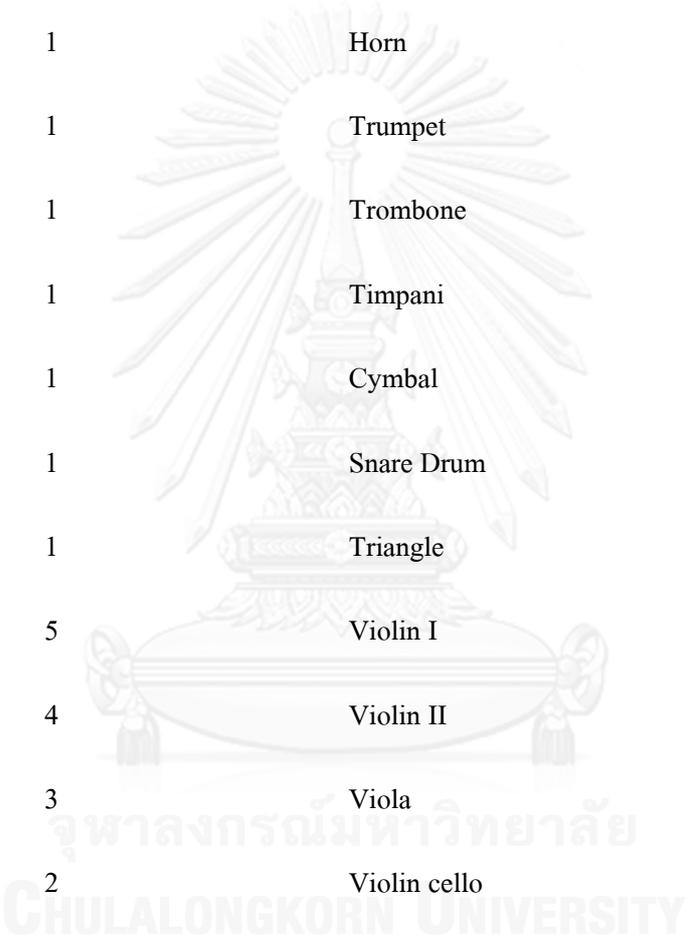 1 Horn
1 Trumpet
1 Trombone
1 Timpani
1 Cymbal
1 Snare Drum
1 Triangle
5 Violin I
4 Violin II
3 Viola
จุฬาลงกรณ์มหาวิทยาลัย
2 Violin cello
CHULALONGKORN UNIVERSITY